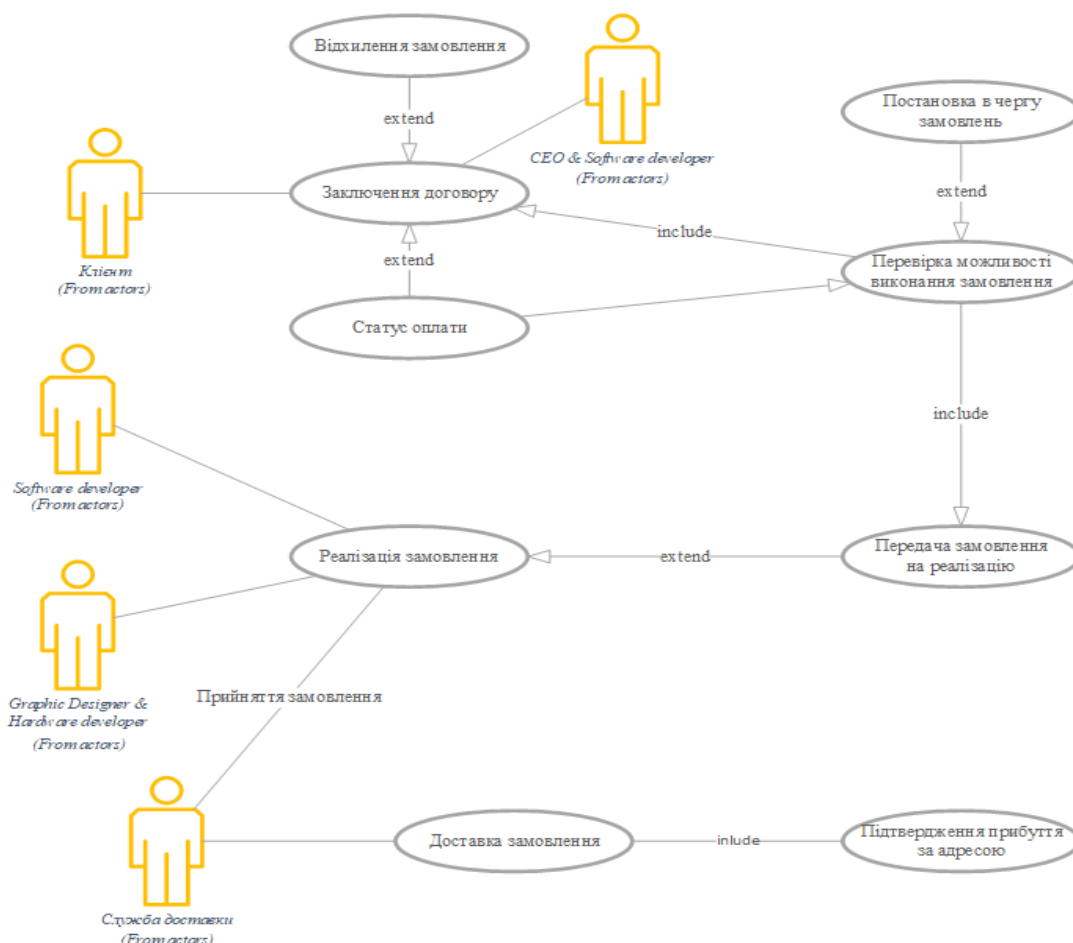 Відхилення замовлення
extend
CEO & Software developer
(From actors)
Постановка в чергу
замовлень
extend
Заключення договору
Клієнт
(From actors)
include
extend
Перевірка можливості
виконання замовлення
Статус оплати
include
Software developer
(From actors)
Реалізація замовлення
extend
Передача замовлення
на реалізацію
Graphic Designer &
Hardware developer
(From actors)
Прийняття замовлення
Доставка замовлення
inlude
Підтвердження прибуття
за адресою
Служба доставки
(From actors)